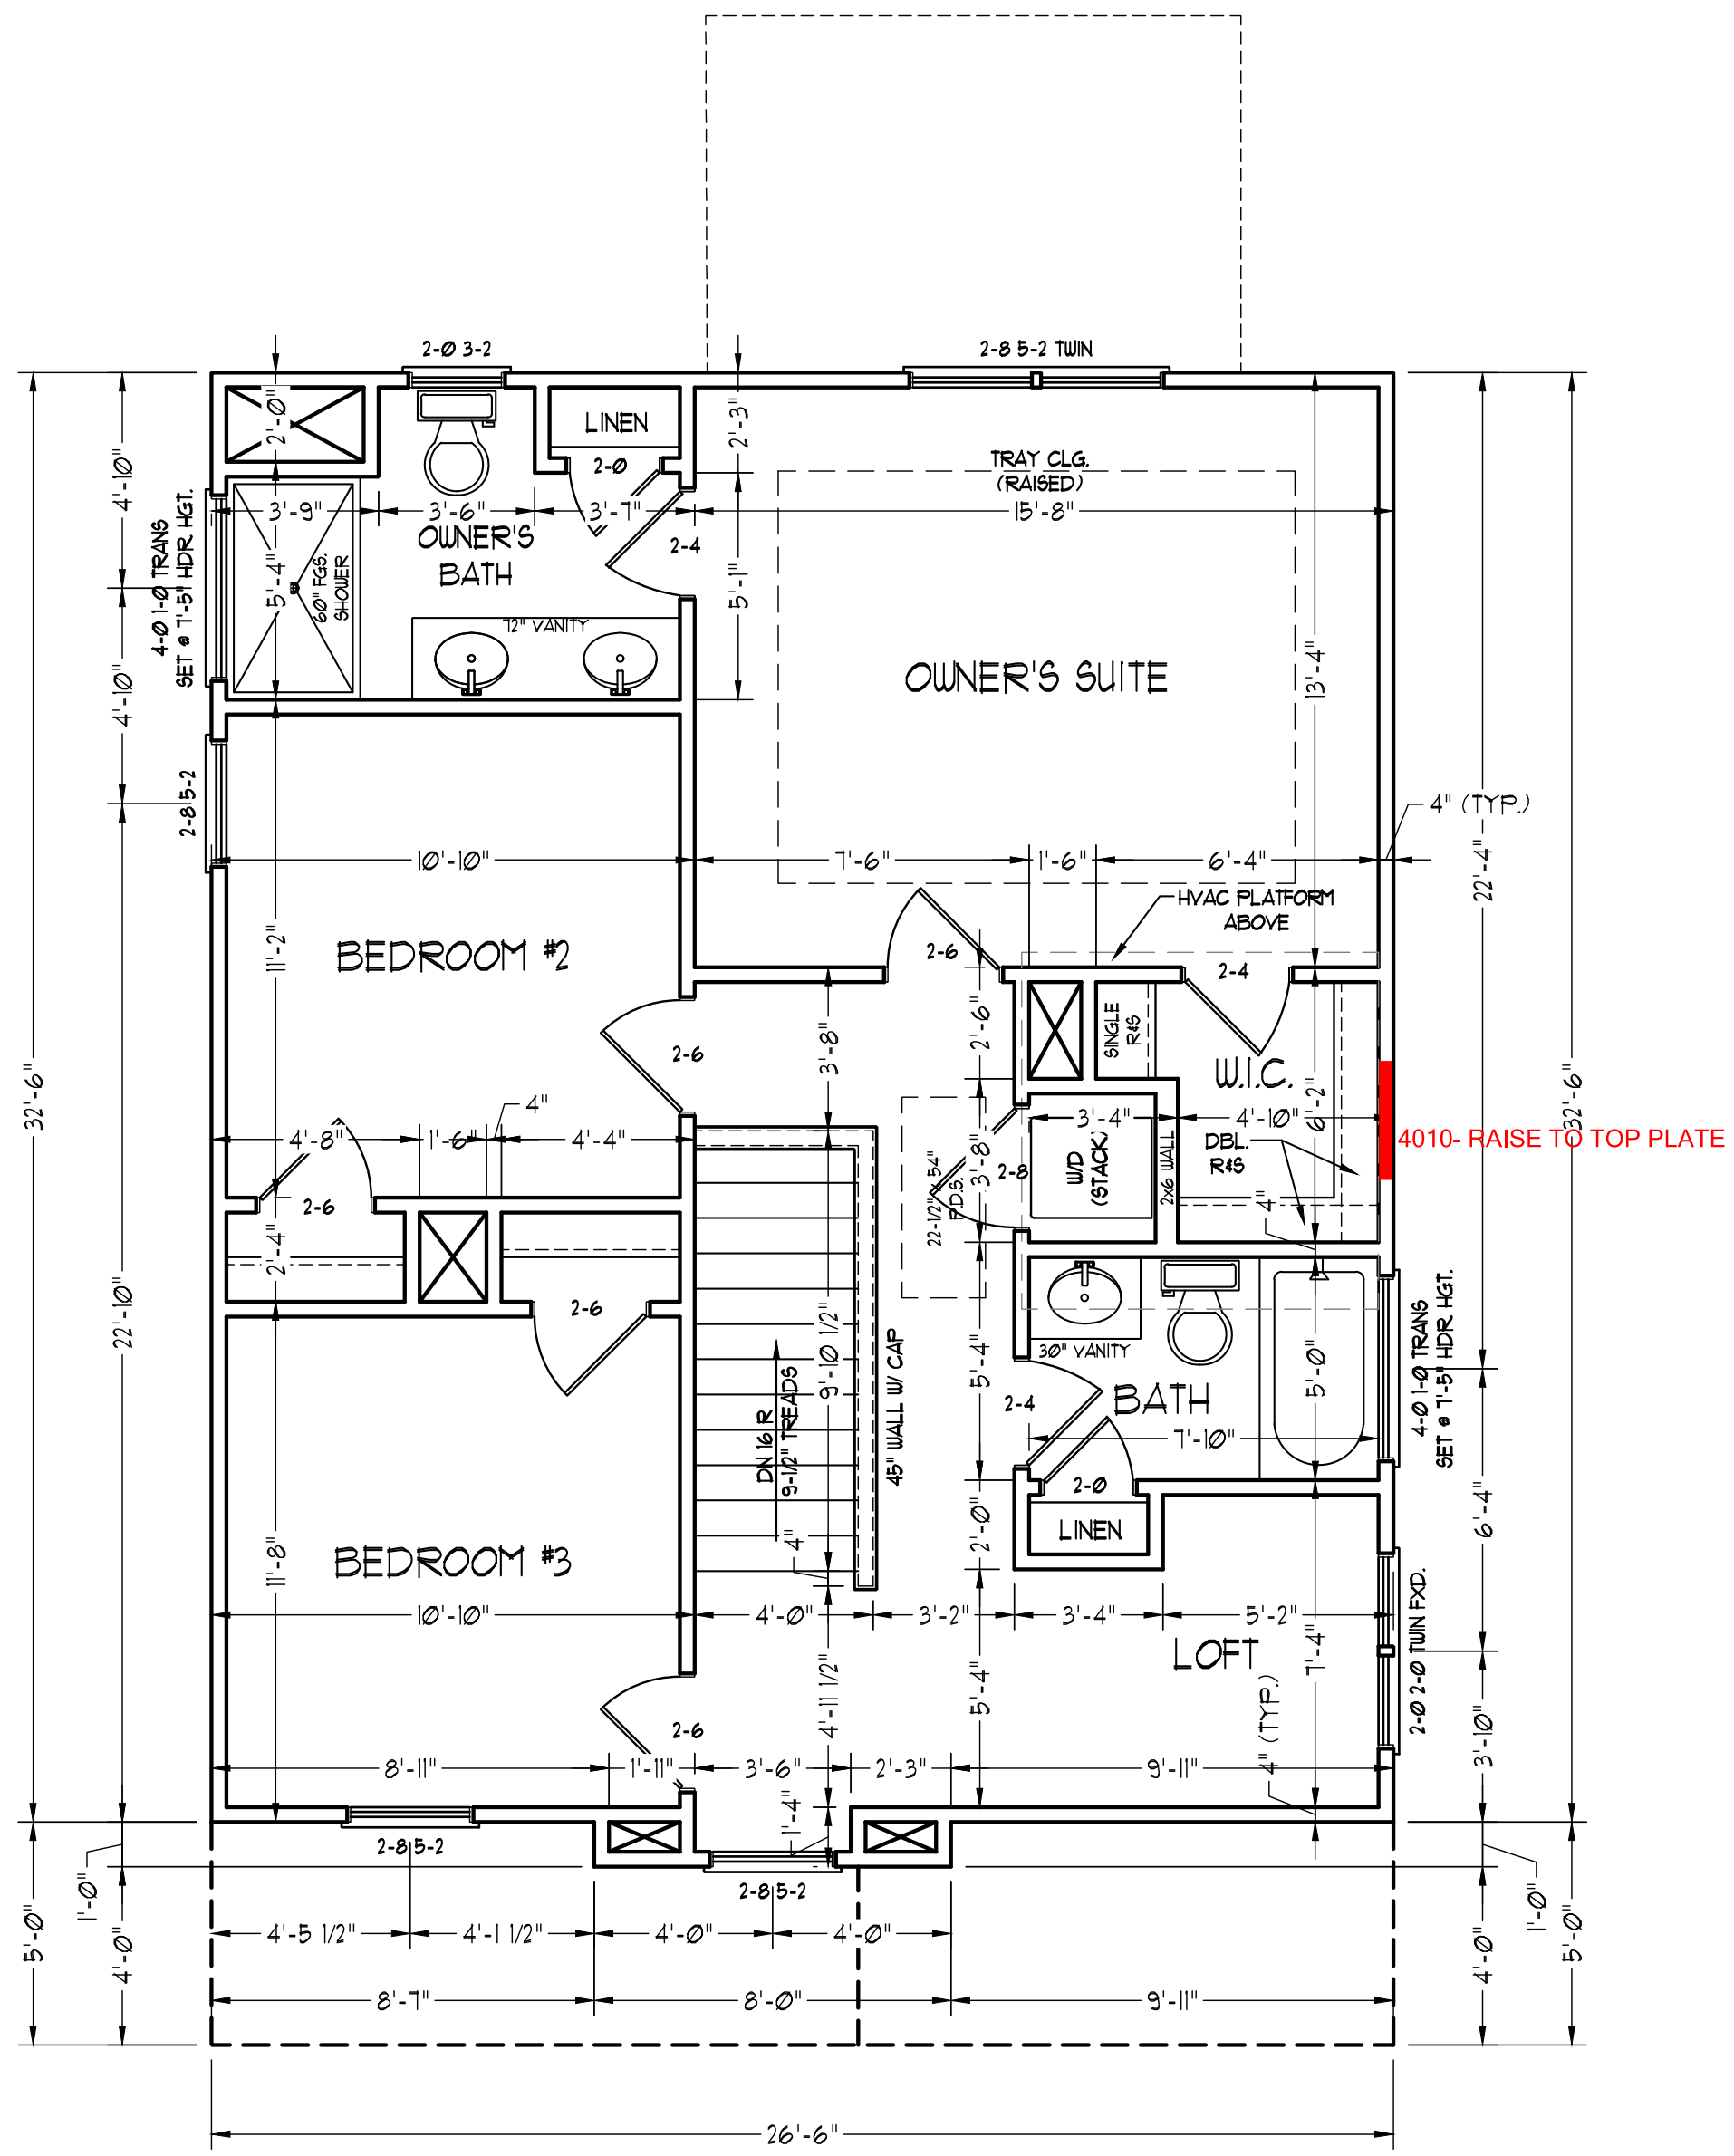 2-0 3-2
2-8 5-2 TWIN
2'-0"
LINEN
2-0
2'-3"
TRAY CLG.
(RAISED)
4'-10"
4-0 1-0 TRANS
SET @ 7'-5" HDR HGT.
3'-9"
3'-6"
3'-7"
15'-8"
OWNER'S
BATH
2-4
5'-4"
60" FGS.
SHOWER
5'-1"
72" VANITY
4'-10"
OWNER'S SUITE
13'-4"
2-8 5-2
4" (TYP.)
10'-10"
7'-6"
1'-6"
6'-4"
22'-4"
HVAC PLATFORM
ABOVE
BEDROOM #2
11'-2"
2-6
2-4
2-6
3'-8"
2'-6"
SINGLE
R&S
W.I.C.
32'-6"
32'-6"
4"
4'-8"
1'-6"
4'-4"
3'-4"
4'-10"
6'-2"
4010- RAISE TO TOP PLATE
DBL.
R&S
W/D
(STACK)
2x6 WALL
2-8
3'-8"
22-1/2" x 54"
P.D.S.
4"
2-6
2'-4"
2-6
22'-10"
9'-10 1/2"
45" WALL W/ CAP
5'-4"
30" VANITY
BATH
5'-0"
4-0 1-0 TRANS
SET @ 7'-5" HDR HGT.
2-4
7'-10"
DN 16 R
9-1/2" TREADS
2-0
LINEN
2'-0"
6'-4"
4"
BEDROOM #3
11'-8"
10'-10"
4'-0"
3'-2"
3'-4"
5'-2"
LOFT
7'-4"
2-0 2-0 TWIN FXD.
4'-11 1/2"
5'-4"
4" (TYP.)
2-6
3'-10"
8'-11"
1'-11"
3'-6"
2'-3"
9'-11"
1'-4"
2-8 5-2
2-8 5-2
1'-0"
1'-0"
5'-0"
4'-0"
4'-5 1/2"
4'-1 1/2"
4'-0"
4'-0"
4'-0"
5'-0"
8'-7"
8'-0"
9'-11"
26'-6"